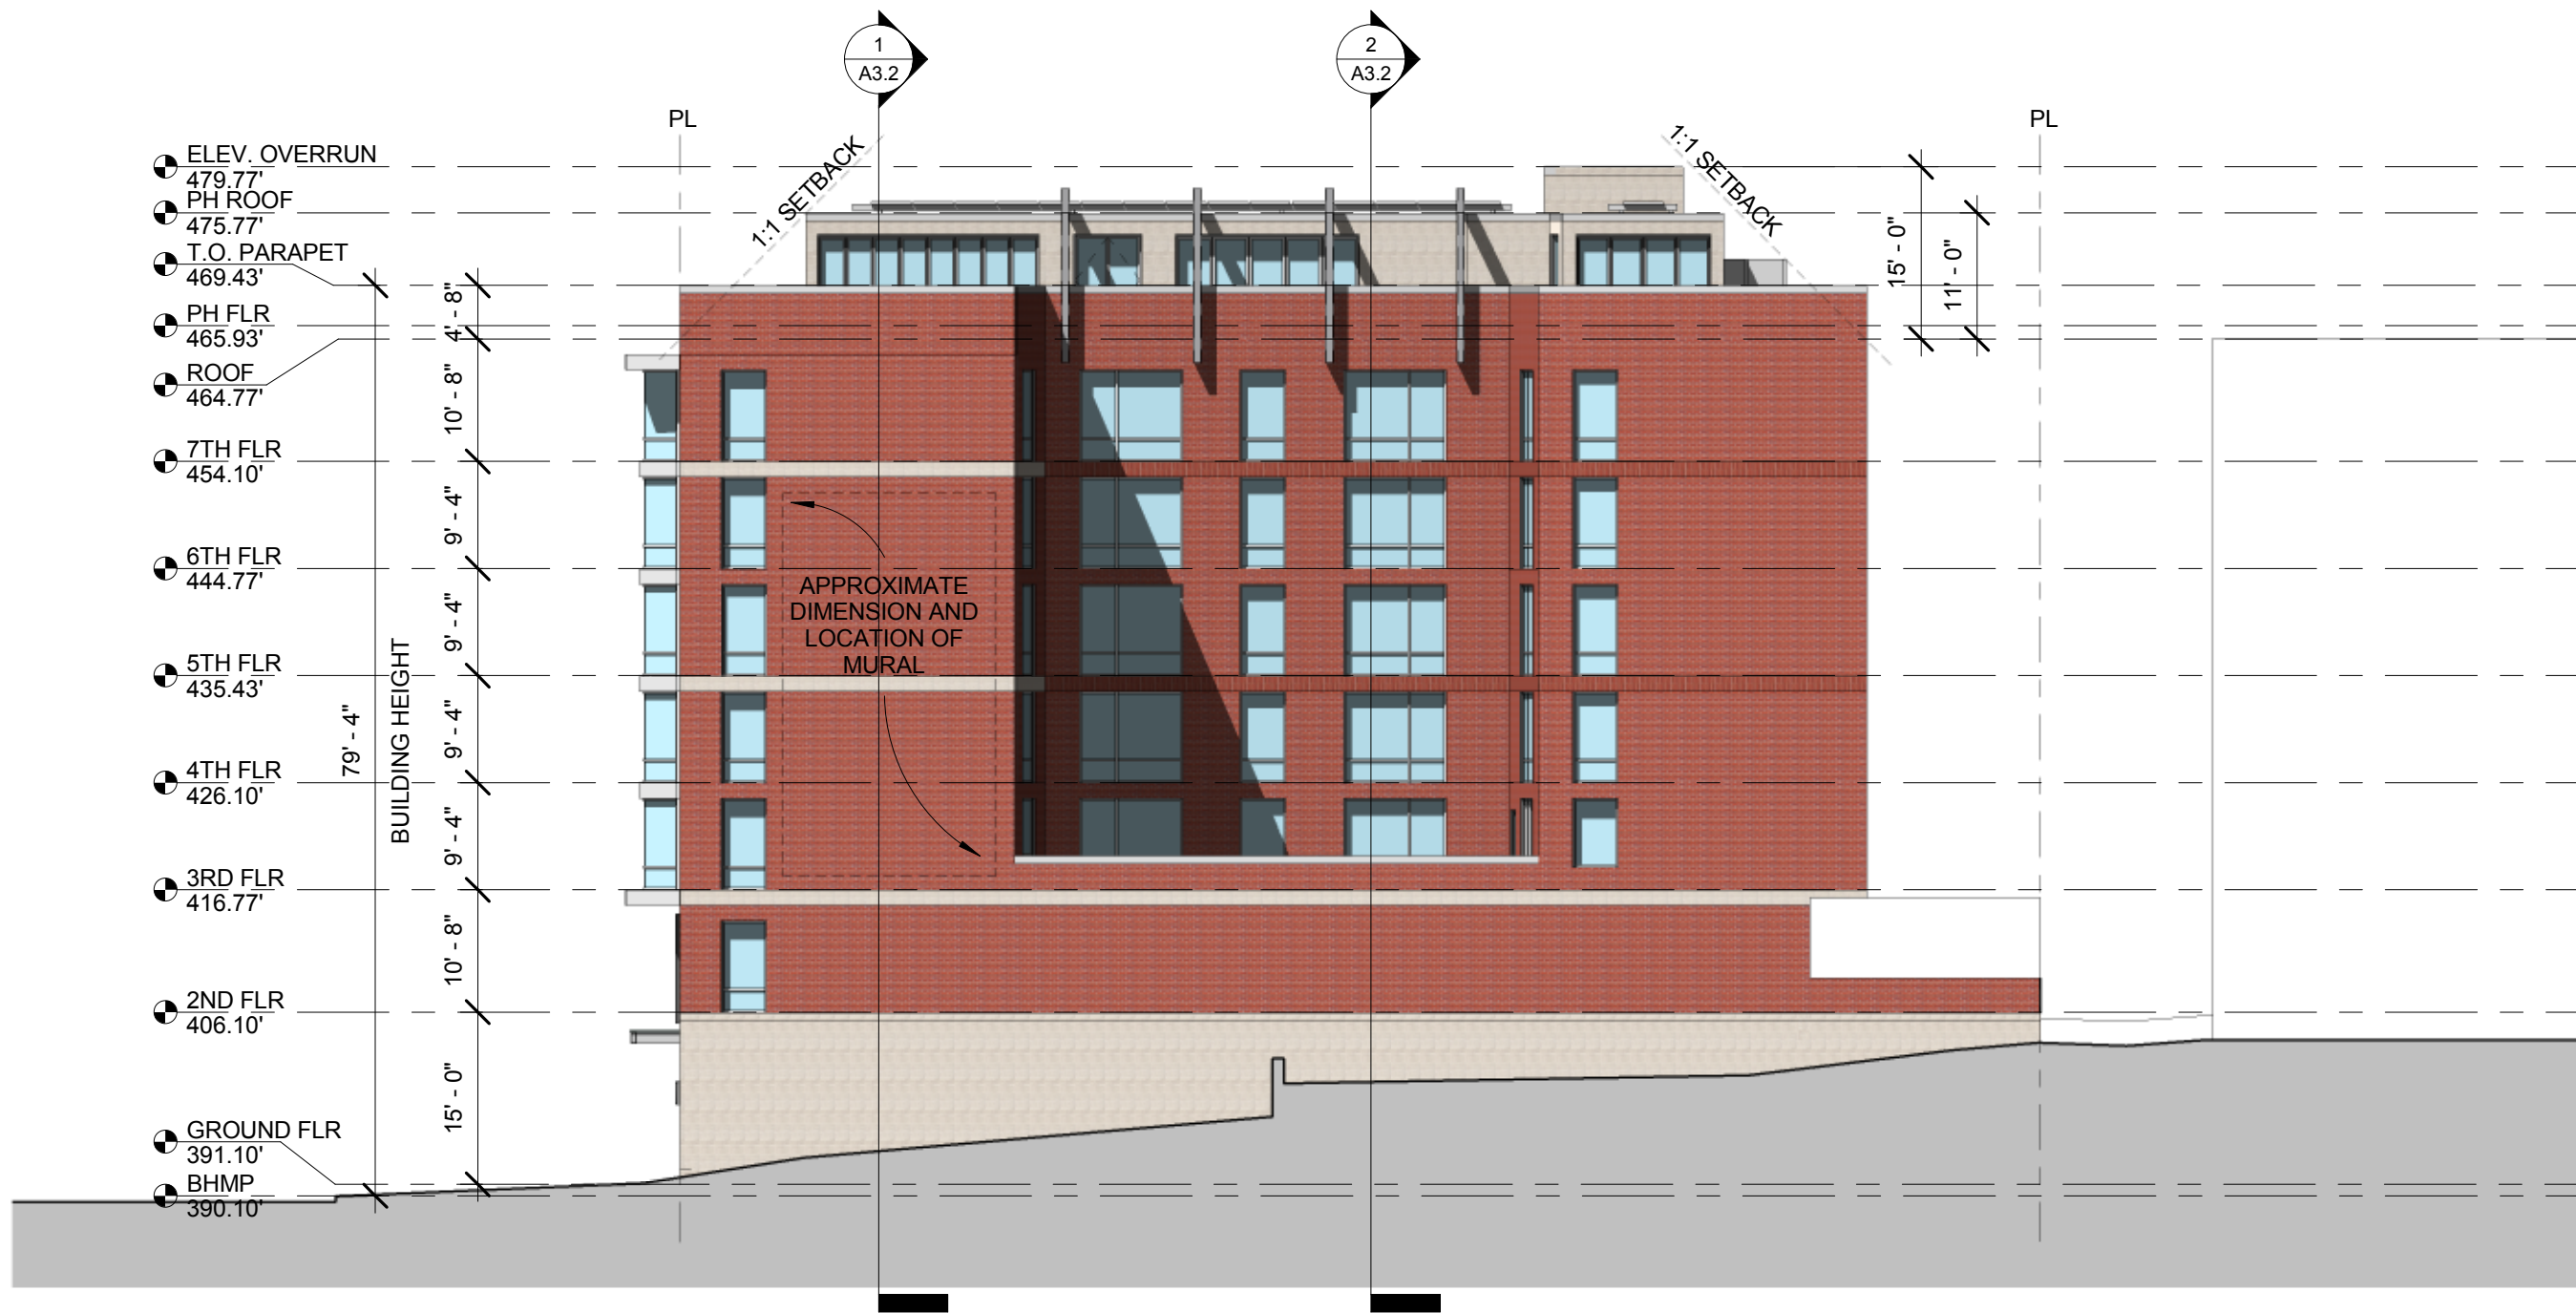 1
A3.2
2
A3.2
PL
PL
1:1 SETBACK
1:1 SETBACK
ELEV. OVERRUN
479.77'
PH ROOF
475.77'
T.O. PARAPET
469.43'
PH FLR
465.93'
ROOF
464.77'
7TH FLR
454.10'
6TH FLR
444.77'
5TH FLR
435.43'
4TH FLR
426.10'
3RD FLR
416.77'
2ND FLR
406.10'
GROUND FLR
391.10'
BHMP
390.10'
79' - 4"
BUILDING HEIGHT
4' - 8"
10' - 8"
9' - 4"
9' - 4"
9' - 4"
9' - 4"
10' - 8"
15' - 0"
APPROXIMATE
DIMENSION AND
LOCATION OF
MURAL
15' - 0"
11' - 0"